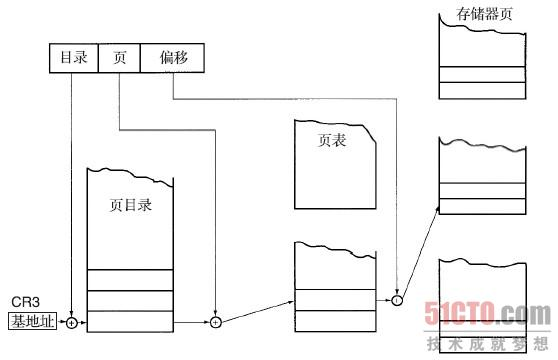 存储器页
目录 页 偏移
页表
页目录
CR3
基地址
51CTO.com
技术成就梦想